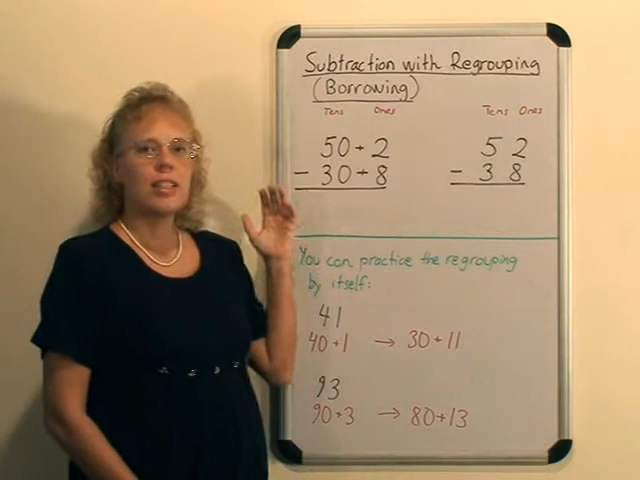 Subtraction with Regrouping
(Borrowing)
Tens Ones Tens Ones
50 + 2 5 2
- 30 + 8 - 3 8
You can practice the regrouping
by itself:
41
40 + 1 → 30 + 11
93
90 + 3 → 80 + 13